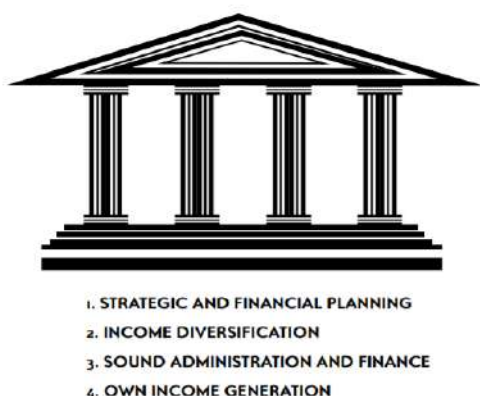 1. STRATEGIC AND FINANCIAL PLANNING
2. INCOME DIVERSIFICATION
3. SOUND ADMINISTRATION AND FINANCE
4. OWN INCOME GENERATION